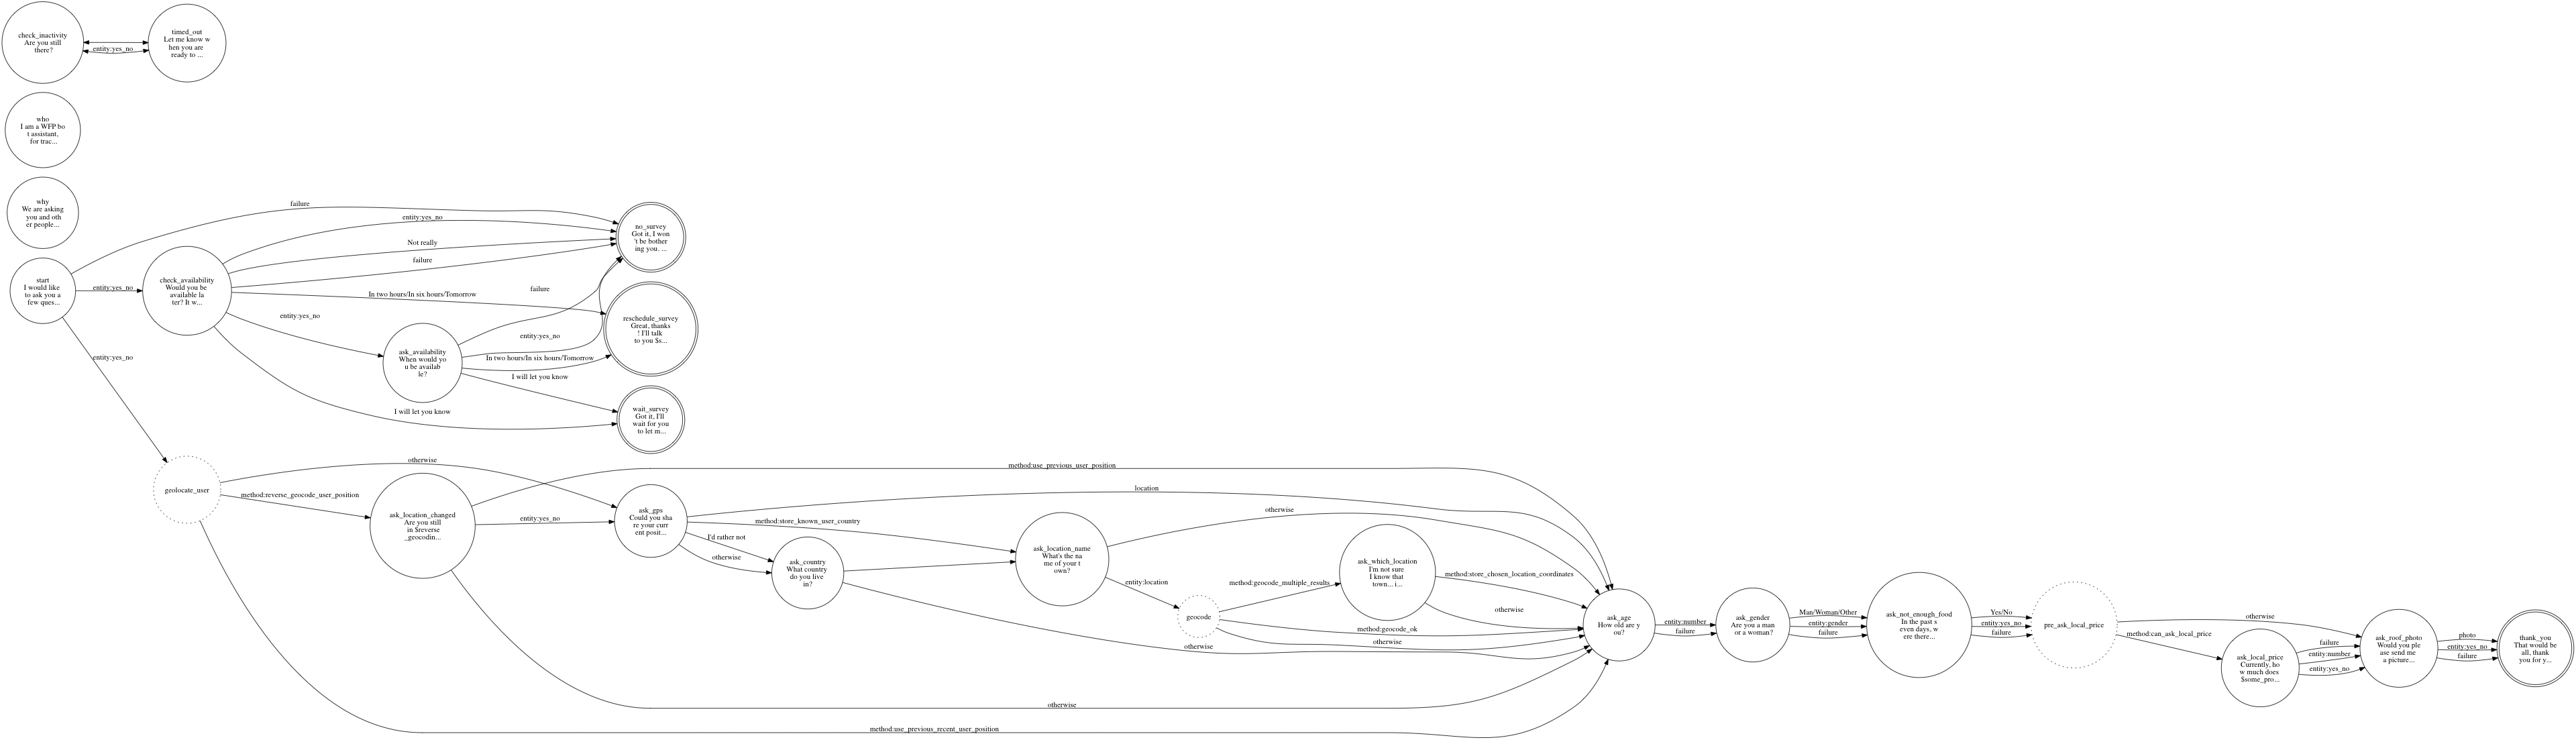 check_inactivity
Are you still
there?
entity:yes_no
timed_out
Let me know w
hen you are
ready to ...
who
I am a WFP bo
t assistant,
for trac...
why
We are asking
you and oth
er people...
start
I would like
to ask you a
few ques...
failure
entity:yes_no
entity:yes_no
check_availability
Would you be
available la
ter? It w...
entity:yes_no
Not really
failure
In two hours/In six hours/Tomorrow
entity:yes_no
I will let you know
ask_availability
When would yo
u be availab
le?
failure
entity:yes_no
In two hours/In six hours/Tomorrow
I will let you know
no_survey
Got it, I won
't be bother
ing you. ...
reschedule_survey
Great, thanks
! I'll talk
to you $s...
wait_survey
Got it, I'll
wait for you
to let m...
geolocate_user
otherwise
method:reverse_geocode_user_position
method:use_previous_recent_user_position
ask_location_changed
Are you still
in $reverse
_geocodin...
method:use_previous_user_position
entity:yes_no
otherwise
ask_gps
Could you sha
re your curr
ent posit...
location
method:store_known_user_country
I'd rather not
otherwise
ask_country
What country
do you live
in?
otherwise
ask_location_name
What's the na
me of your t
own?
otherwise
entity:location
geocode
method:geocode_multiple_results
method:geocode_ok
otherwise
ask_which_location
I'm not sure
I know that
town... i...
method:store_chosen_location_coordinates
otherwise
ask_age
How old are y
ou?
entity:number
failure
ask_gender
Are you a man
or a woman?
Man/Woman/Other
entity:gender
failure
ask_not_enough_food
In the past s
even days, w
ere there...
Yes/No
entity:yes_no
failure
pre_ask_local_price
otherwise
method:can_ask_local_price
ask_local_price
Currently, ho
w much does
$some_pro...
failure
entity:number
entity:yes_no
ask_roof_photo
Would you ple
ase send me
a picture...
photo
entity:yes_no
failure
thank_you
That would be
all, thank
you for y...